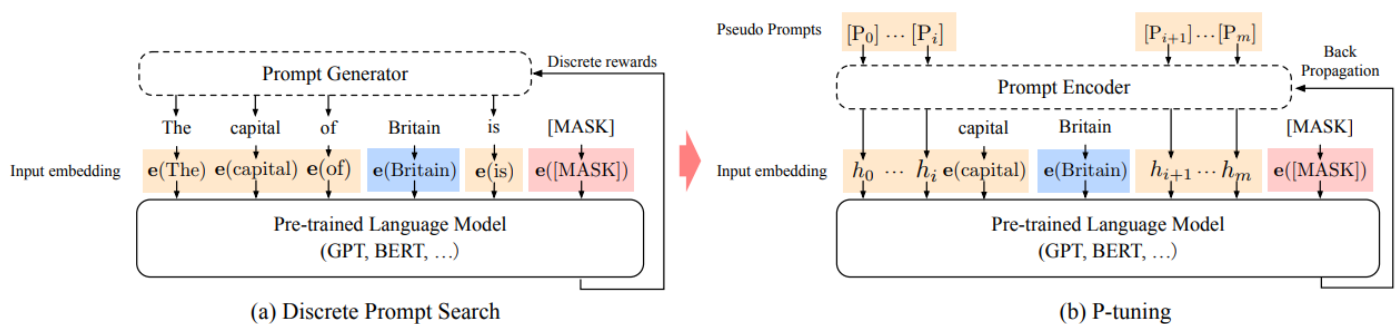 Prompt Generator
Discrete rewards
The capital of Britain is [MASK]
Input embedding e(The) e(capital) e(of) e(Britain) e(is) e([MASK])
Pre-trained Language Model
(GPT, BERT, …)
(a) Discrete Prompt Search
Pseudo Prompts [P₀] ⋯ [Pᵢ] [Pᵢ₊₁] ⋯ [Pₘ]
Back
Propagation
Prompt Encoder
capital Britain [MASK]
Input embedding h₀ ⋯ hᵢ e(capital) e(Britain) hᵢ₊₁ ⋯ hₘ e([MASK])
Pre-trained Language Model
(GPT, BERT, …)
(b) P-tuning